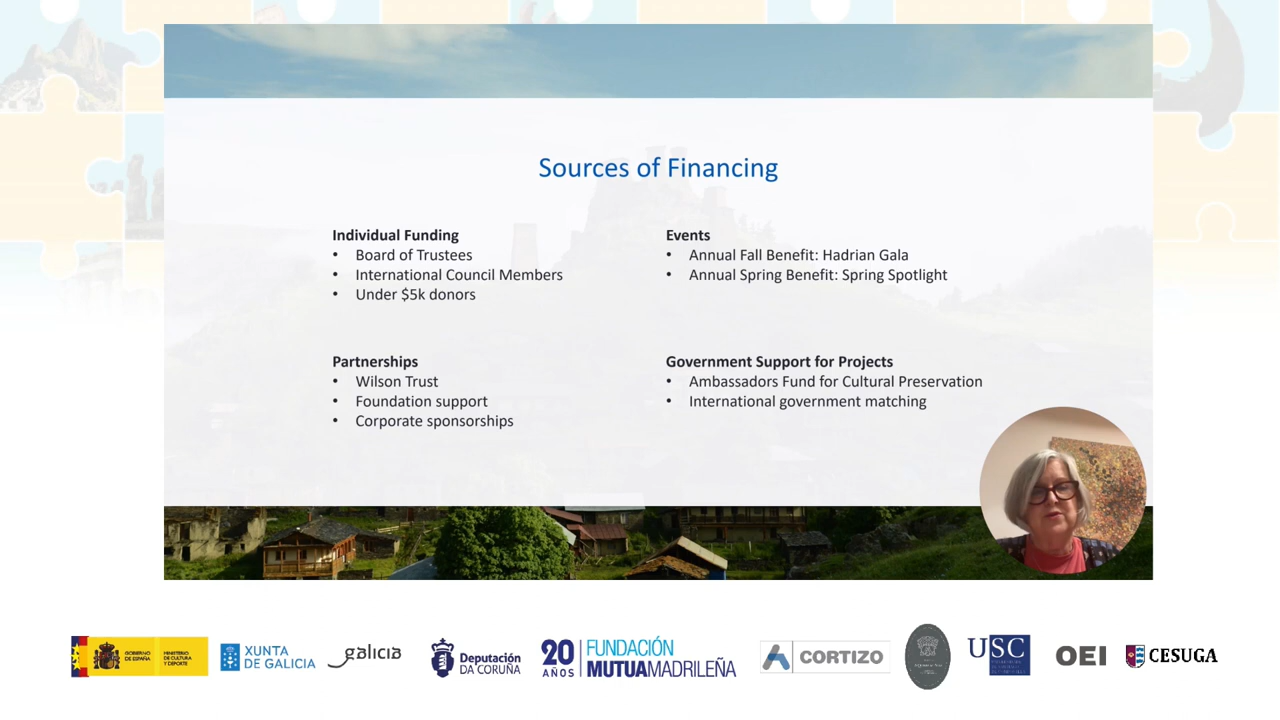 Sources of Financing
Individual Funding
• Board of Trustees
• International Council Members
• Under $5k donors
Events
• Annual Fall Benefit: Hadrian Gala
• Annual Spring Benefit: Spring Spotlight
Partnerships
• Wilson Trust
• Foundation support
• Corporate sponsorships
Government Support for Projects
• Ambassadors Fund for Cultural Preservation
• International government matching
GOBIERNO
DE ESPAÑA
MINISTERIO
DE CULTURA
Y DEPORTE
XUNTA
DE GALICIA
galicia
Deputación
DA CORUÑA
20
AÑOS
FUNDACIÓN
MUTUAMADRILEÑA
CORTIZO
USC
OEI
CESUGA